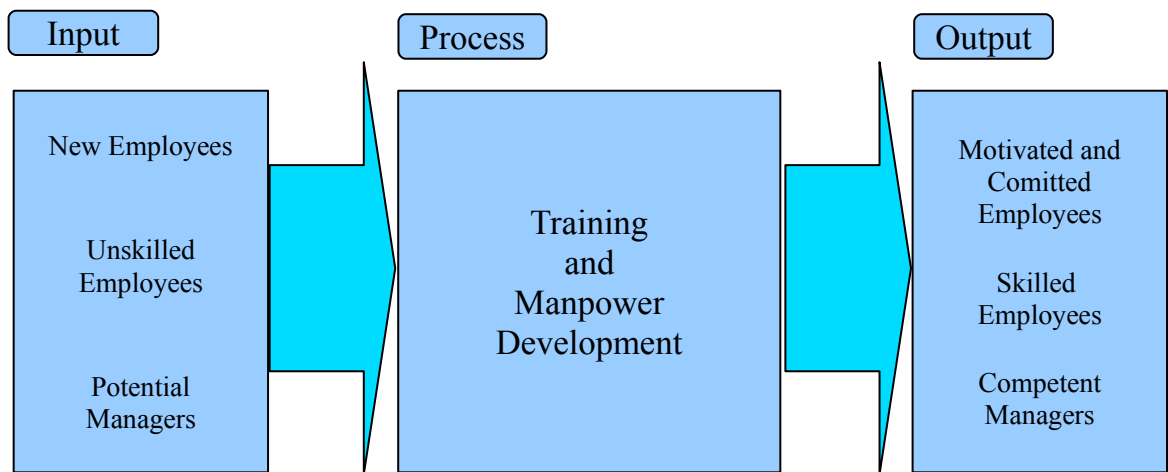 Input
Process
Output
New Employees
Unskilled
Employees
Potential
Managers
Training
and
Manpower
Development
Motivated and
Comitted
Employees
Skilled
Employees
Competent
Managers